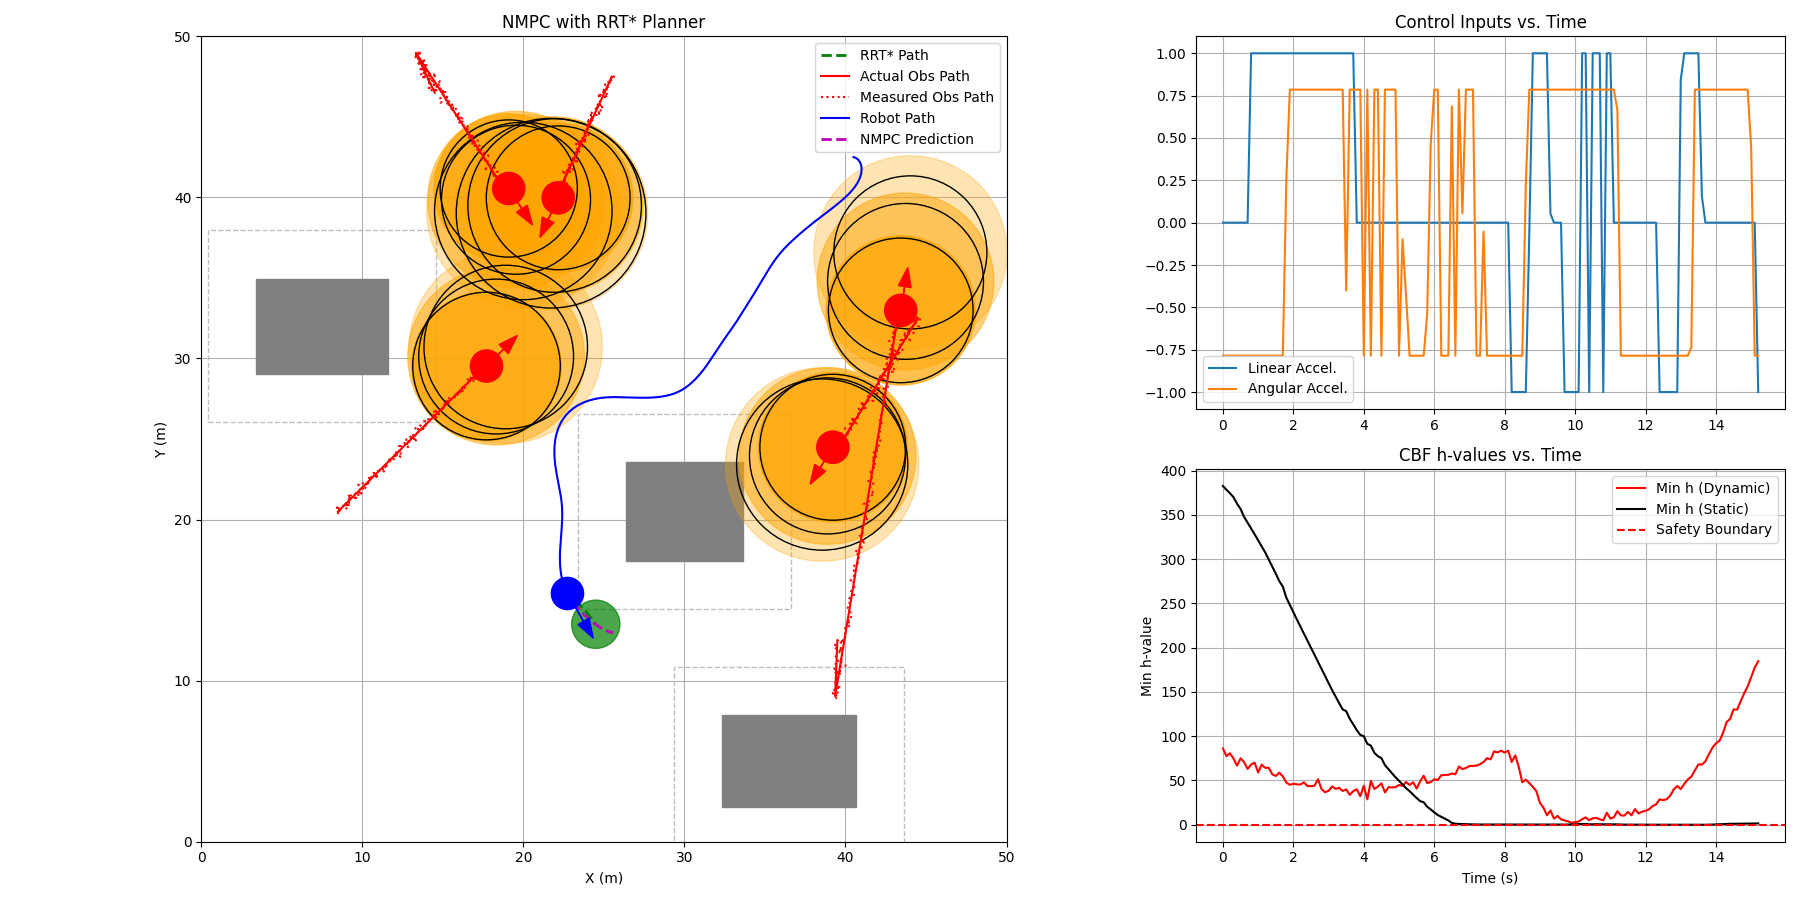 NMPC with RRT* Planner
50
40
30
20
10
0
Y (m)
0 10 20 30 40 50
X (m)
RRT* Path
Actual Obs Path
Measured Obs Path
Robot Path
NMPC Prediction
Control Inputs vs. Time
1.00
0.75
0.50
0.25
0.00
−0.25
−0.50
−0.75
−1.00
Linear Accel.
Angular Accel.
0 2 4 6 8 10 12 14
CBF h-values vs. Time
400
350
300
250
200
150
100
50
0
Min h-value
Min h (Dynamic)
Min h (Static)
Safety Boundary
0 2 4 6 8 10 12 14
Time (s)